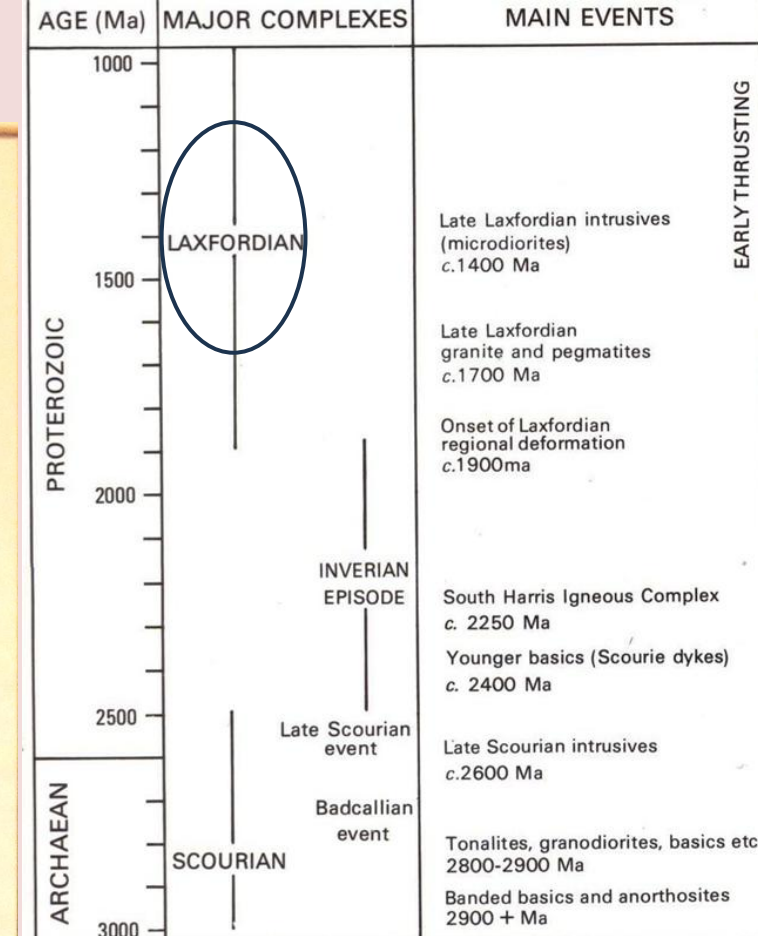 AGE (Ma) MAJOR COMPLEXES MAIN EVENTS
1000
EARLY THRUSTING
Late Laxfordian intrusives
(microdiorites)
c.1400 Ma
LAXFORDIAN
1500
Late Laxfordian
granite and pegmatites
c.1700 Ma
PROTEROZOIC
Onset of Laxfordian
regional deformation
c.1900ma
2000
INVERIAN
EPISODE
South Harris Igneous Complex
c. 2250 Ma
Younger basics (Scourie dykes)
c. 2400 Ma
2500
Late Scourian
event
Late Scourian intrusives
c.2600 Ma
ARCHAEAN
Badcallian
event
Tonalites, granodiorites, basics etc
2800-2900 Ma
SCOURIAN
Banded basics and anorthosites
2900 + Ma
3000